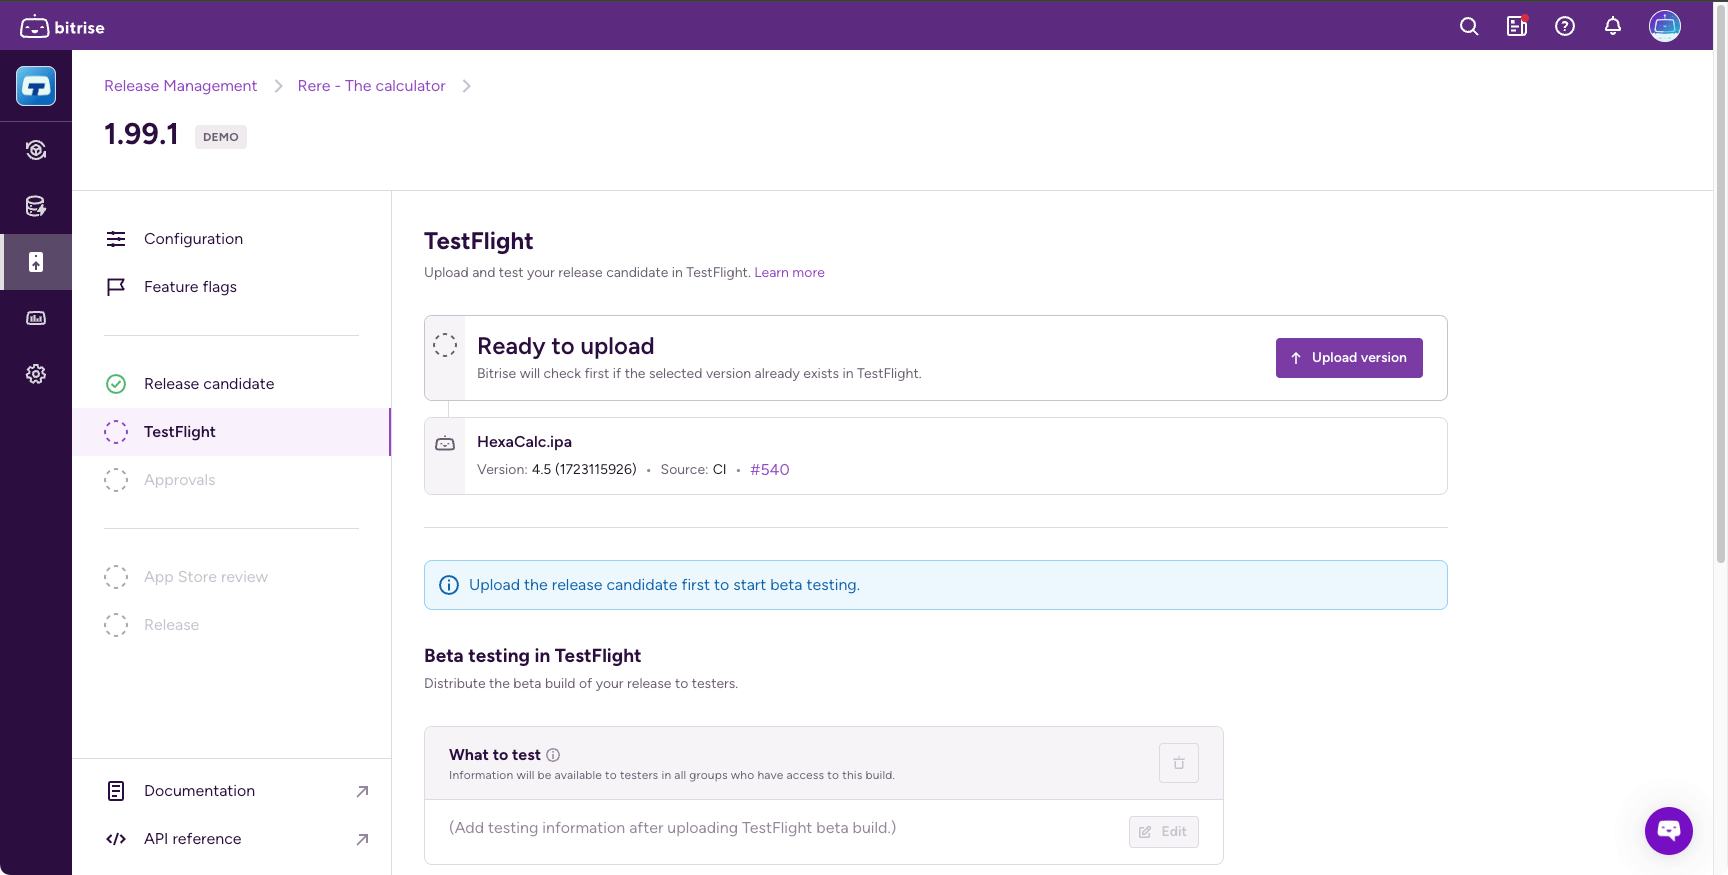 bitrise
Release Management
Rere - The calculator
1.99.1
DEMO
Configuration
Feature flags
Release candidate
TestFlight
Approvals
App Store review
Release
Documentation
API reference
TestFlight
Upload and test your release candidate in TestFlight. Learn more
Ready to upload
Bitrise will check first if the selected version already exists in TestFlight.
Upload version
HexaCalc.ipa
Version: 4.5 (1723115926) • Source: CI • #540
Upload the release candidate first to start beta testing.
Beta testing in TestFlight
Distribute the beta build of your release to testers.
What to test
Information will be available to testers in all groups who have access to this build.
(Add testing information after uploading TestFlight beta build.)
Edit